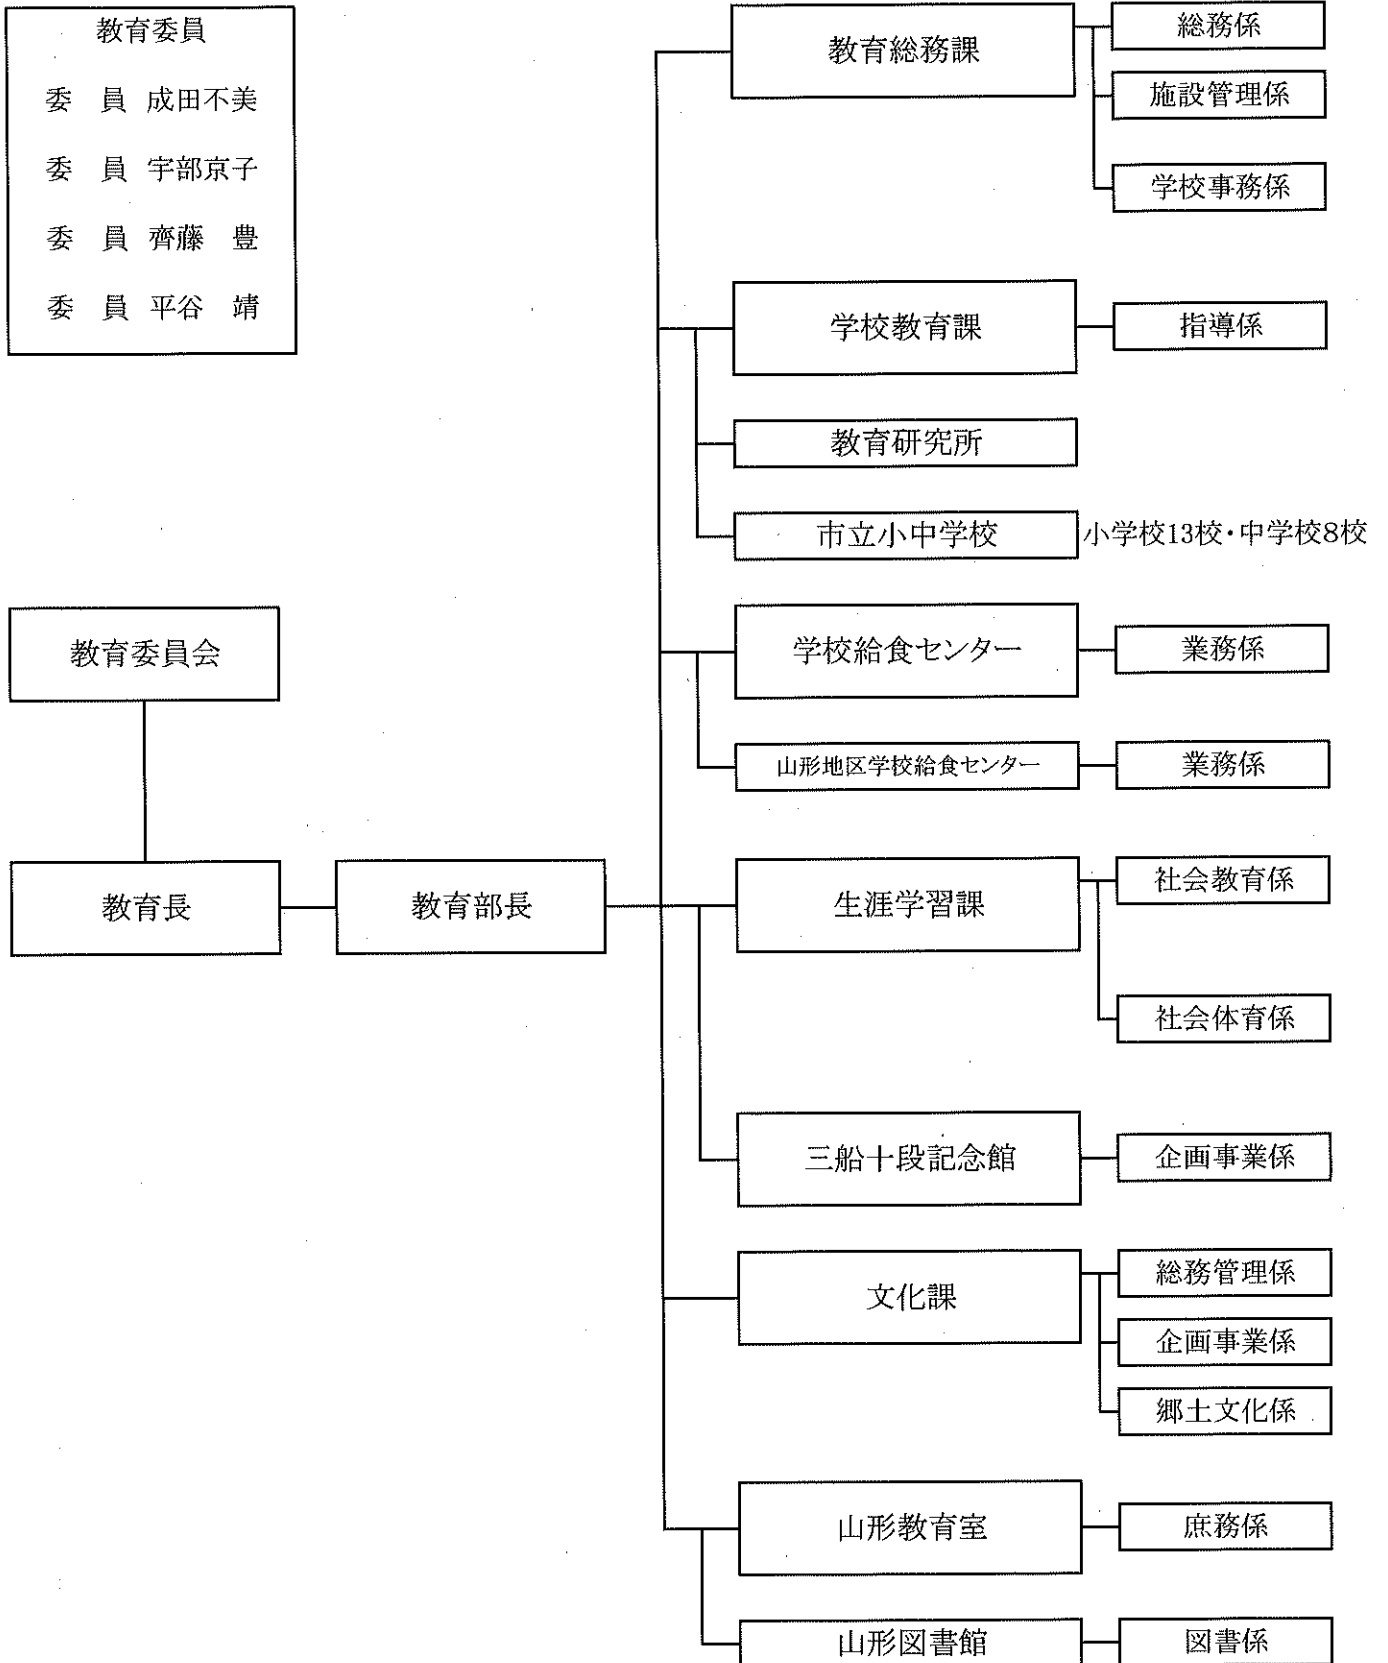 教育委員
委　員 成田不美
委　員 宇部京子
委　員 齊藤　豊
委　員 平谷　靖
教育委員会
教育長
教育部長
教育総務課
総務係
施設管理係
学校事務係
学校教育課
指導係
教育研究所
市立小中学校
小学校13校・中学校8校
学校給食センター
業務係
山形地区学校給食センター
業務係
生涯学習課
社会教育係
社会体育係
三船十段記念館
企画事業係
文化課
総務管理係
企画事業係
郷土文化係
山形教育室
庶務係
山形図書館
図書係